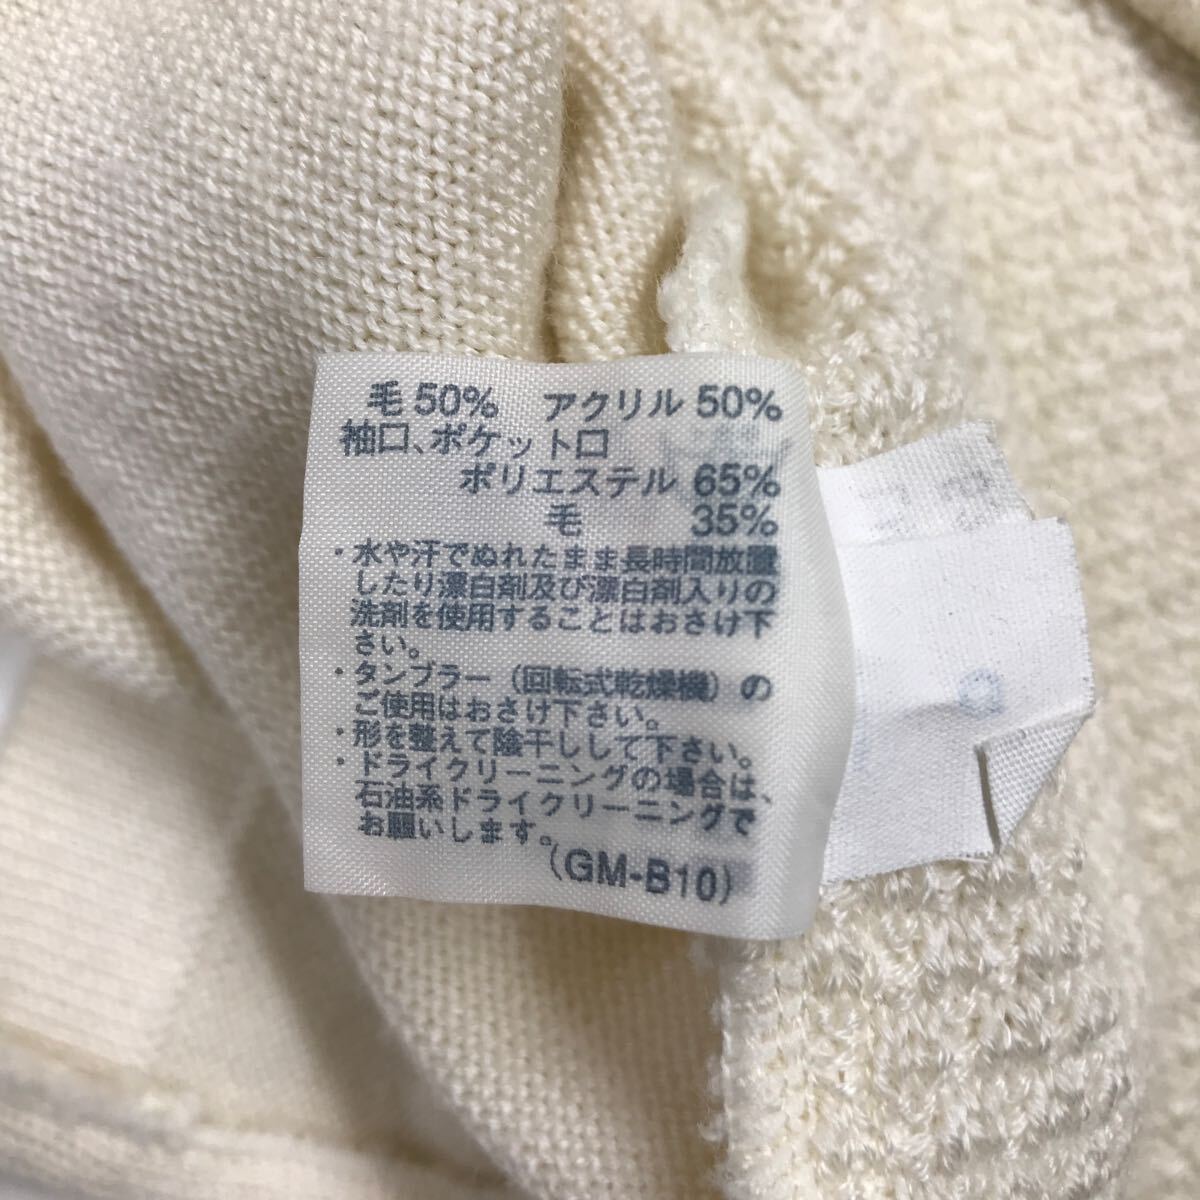 毛 50% アクリル 50%
袖口、ポケット口
ポリエステル 65%
毛 35%
・水や汗でぬれたまま長時間放置
したり漂白剤及び漂白剤入りの
洗剤を使用することはおさけ下
さい。
・タンブラー（回転式乾燥機）の
ご使用はおさけ下さい。
・形を整えて陰干しして下さい。
・ドライクリーニングの場合は、
石油系ドライクリーニングで
お願いします。
(GM-B10)